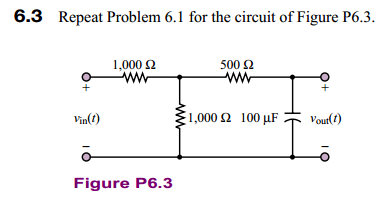 6.3 Repeat Problem 6.1 for the circuit of Figure P6.3.
1,000 Ω 500 Ω
+ +
vin(t) 1,000 Ω 100 μF vout(t)
– –
Figure P6.3